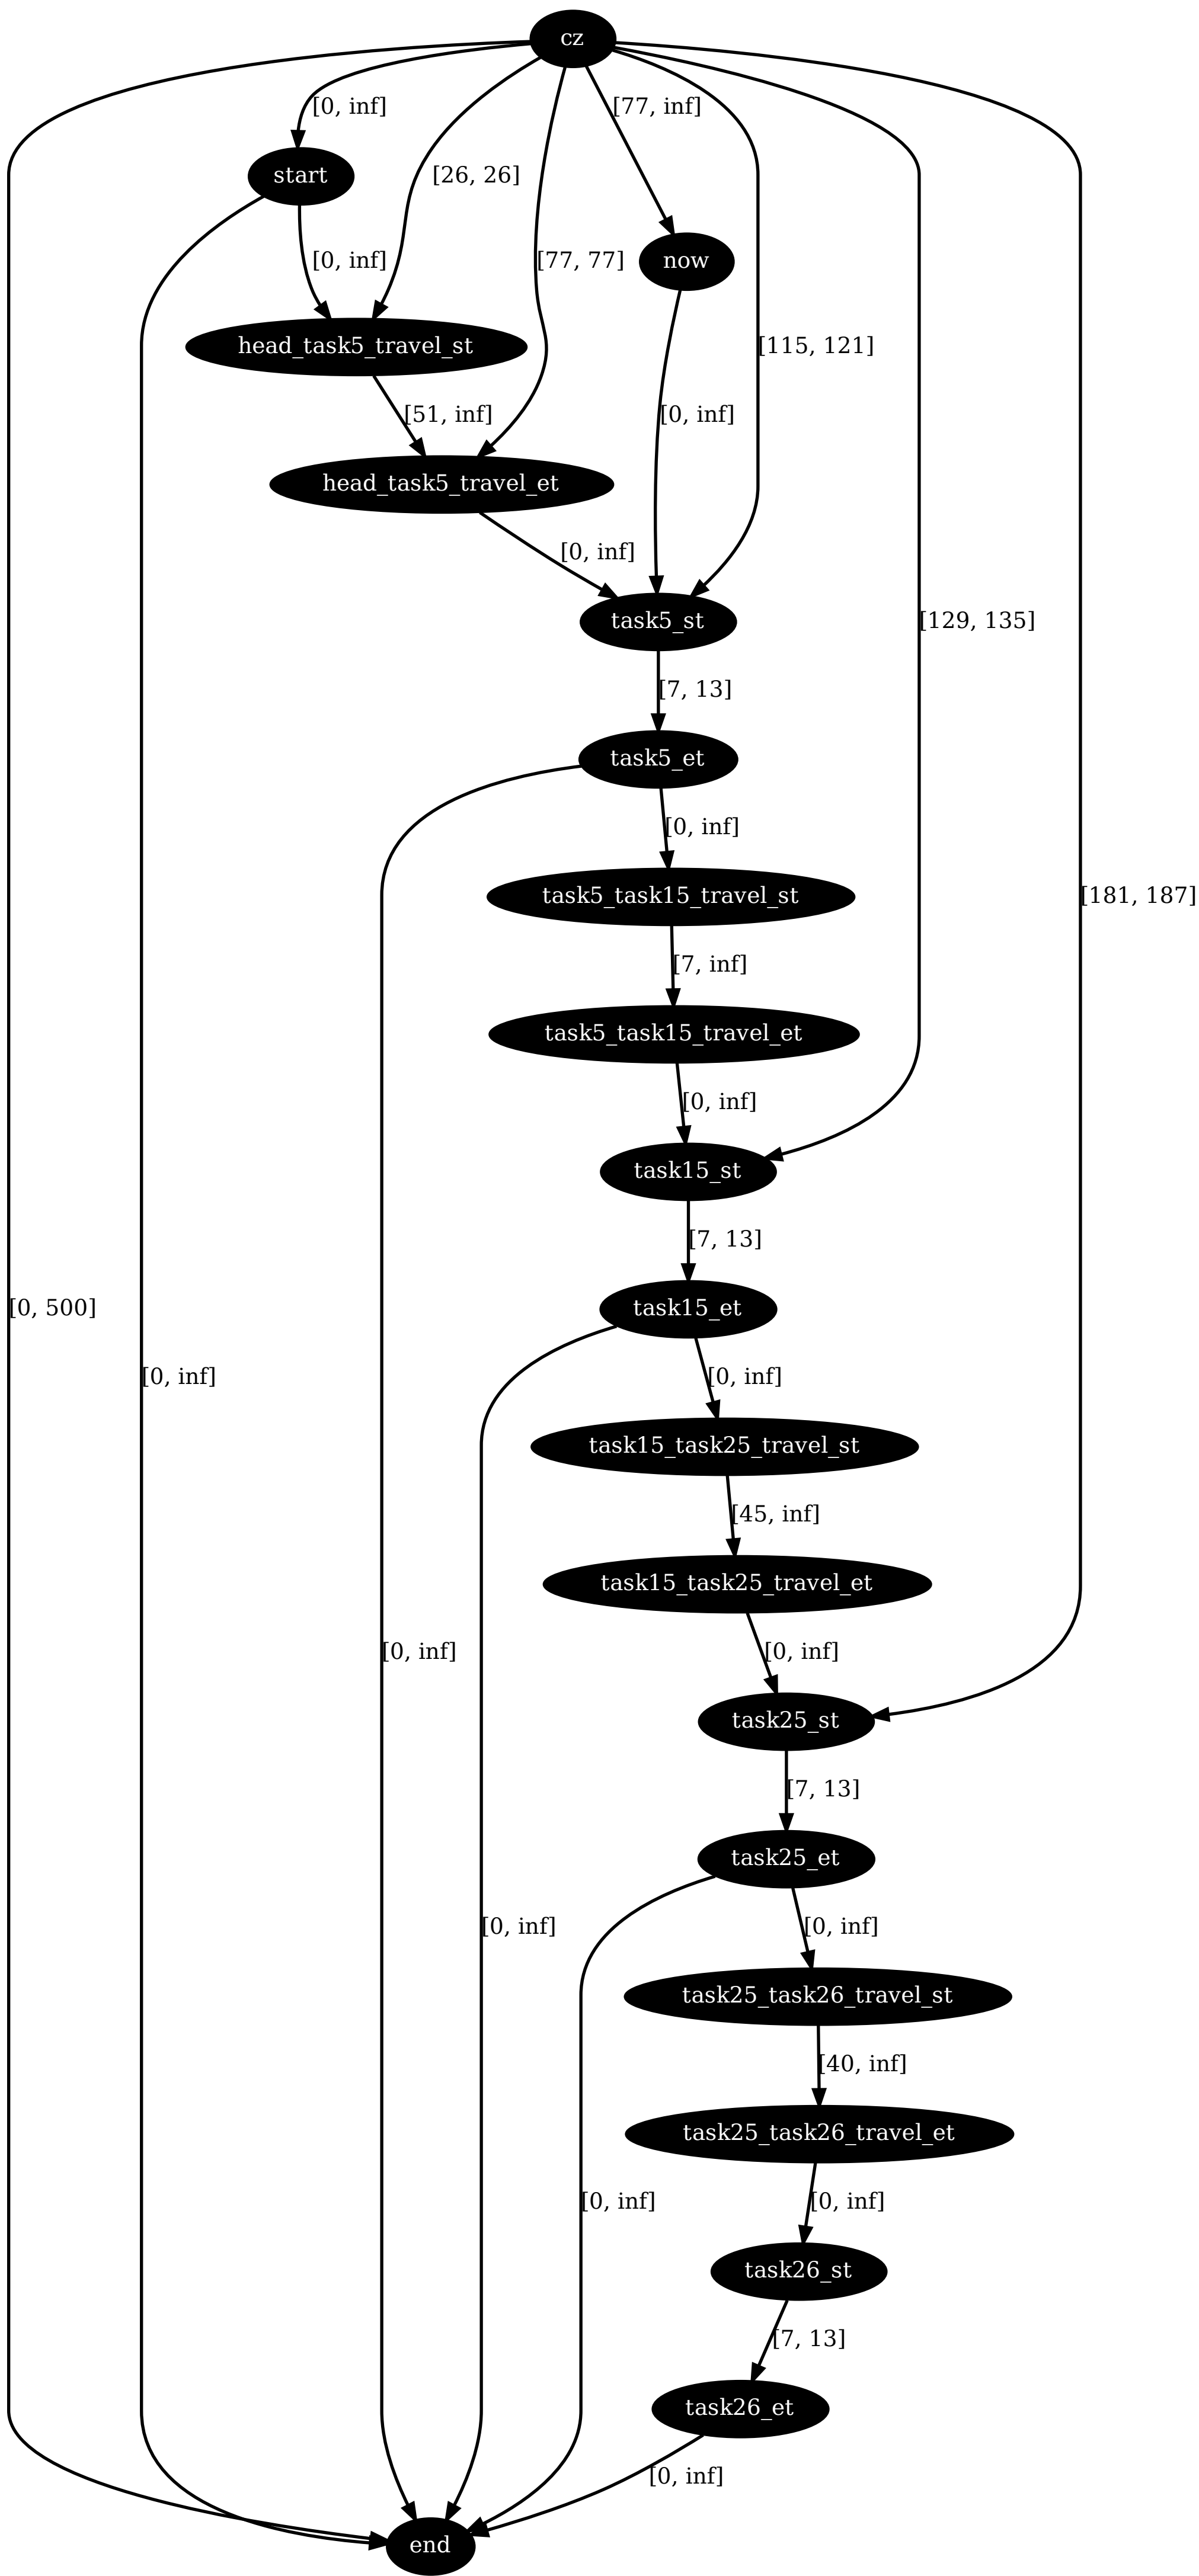 cz
[0, inf]
start
[26, 26]
[77, inf]
[0, inf]
[77, 77]
now
head_task5_travel_st
[115, 121]
[51, inf]
[0, inf]
head_task5_travel_et
[0, inf]
task5_st
[129, 135]
[7, 13]
task5_et
[0, inf]
task5_task15_travel_st
[181, 187]
[7, inf]
task5_task15_travel_et
[0, inf]
task15_st
[7, 13]
[0, 500]
task15_et
[0, inf]
[0, inf]
task15_task25_travel_st
[45, inf]
task15_task25_travel_et
[0, inf]
[0, inf]
task25_st
[7, 13]
task25_et
[0, inf]
[0, inf]
task25_task26_travel_st
[40, inf]
task25_task26_travel_et
[0, inf]
[0, inf]
task26_st
[7, 13]
task26_et
[0, inf]
end